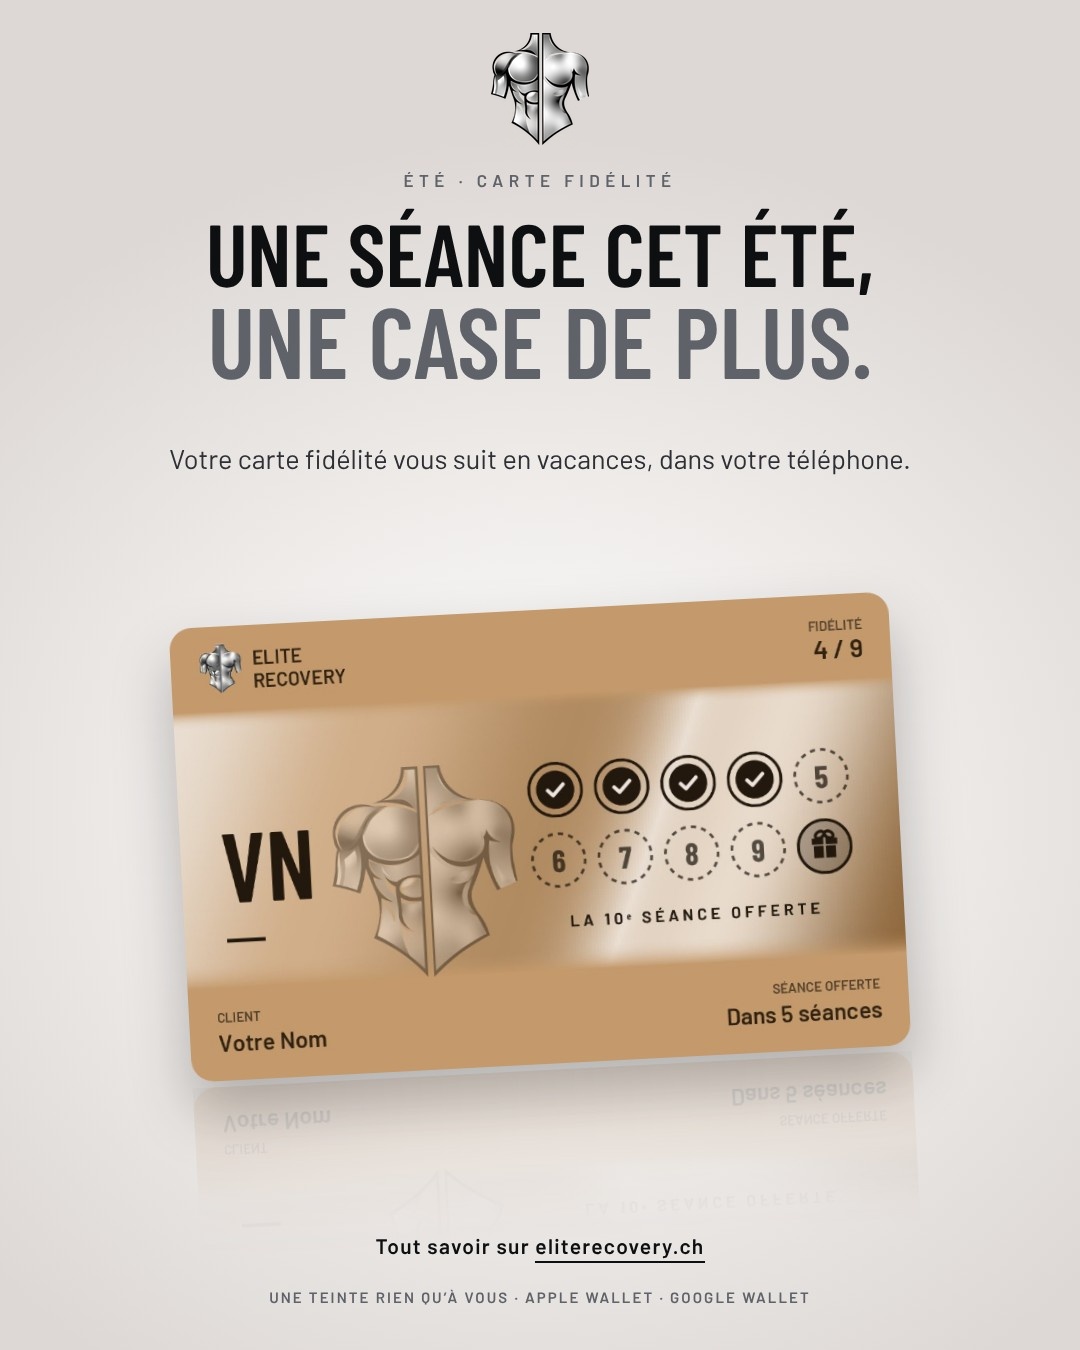 ÉTÉ · CARTE FIDÉLITÉ
UNE SÉANCE CET ÉTÉ,
UNE CASE DE PLUS.
Votre carte fidélité vous suit en vacances, dans votre téléphone.
ELITE
RECOVERY
FIDÉLITÉ
4 / 9
VN
5
6 7 8 9
LA 10e SÉANCE OFFERTE
CLIENT
Votre Nom
SÉANCE OFFERTE
Dans 5 séances
Tout savoir sur eliterecovery.ch
UNE TEINTE RIEN QU’À VOUS · APPLE WALLET · GOOGLE WALLET